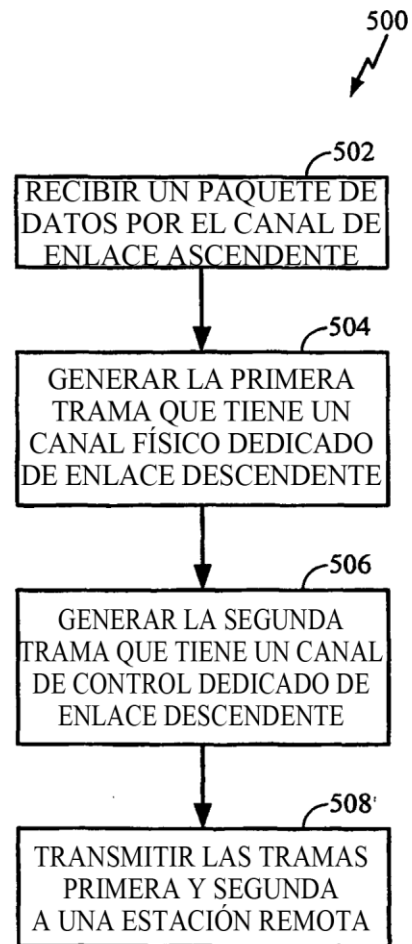 500
502
RECIBIR UN PAQUETE DE
DATOS POR EL CANAL DE
ENLACE ASCENDENTE
504
GENERAR LA PRIMERA
TRAMA QUE TIENE UN
CANAL FÍSICO DEDICADO
DE ENLACE DESCENDENTE
506
GENERAR LA SEGUNDA
TRAMA QUE TIENE UN CANAL
DE CONTROL DEDICADO DE
ENLACE DESCENDENTE
508
TRANSMITIR LAS TRAMAS
PRIMERA Y SEGUNDA
A UNA ESTACIÓN REMOTA